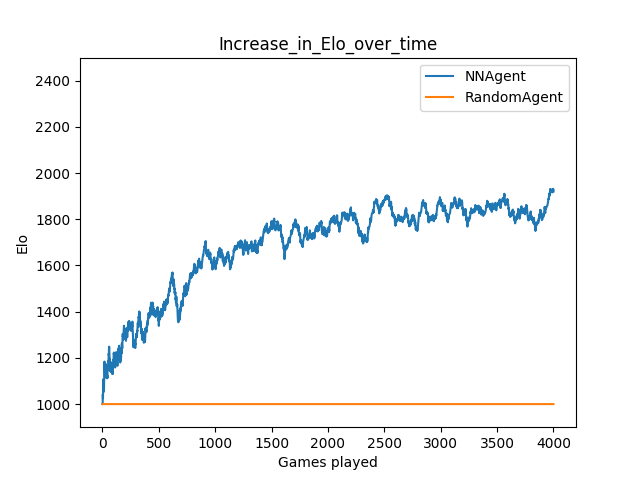 Increase_in_Elo_over_time
NNAgent
RandomAgent
2400
2200
2000
1800
1600
1400
1200
1000
Elo
0 500 1000 1500 2000 2500 3000 3500 4000
Games played